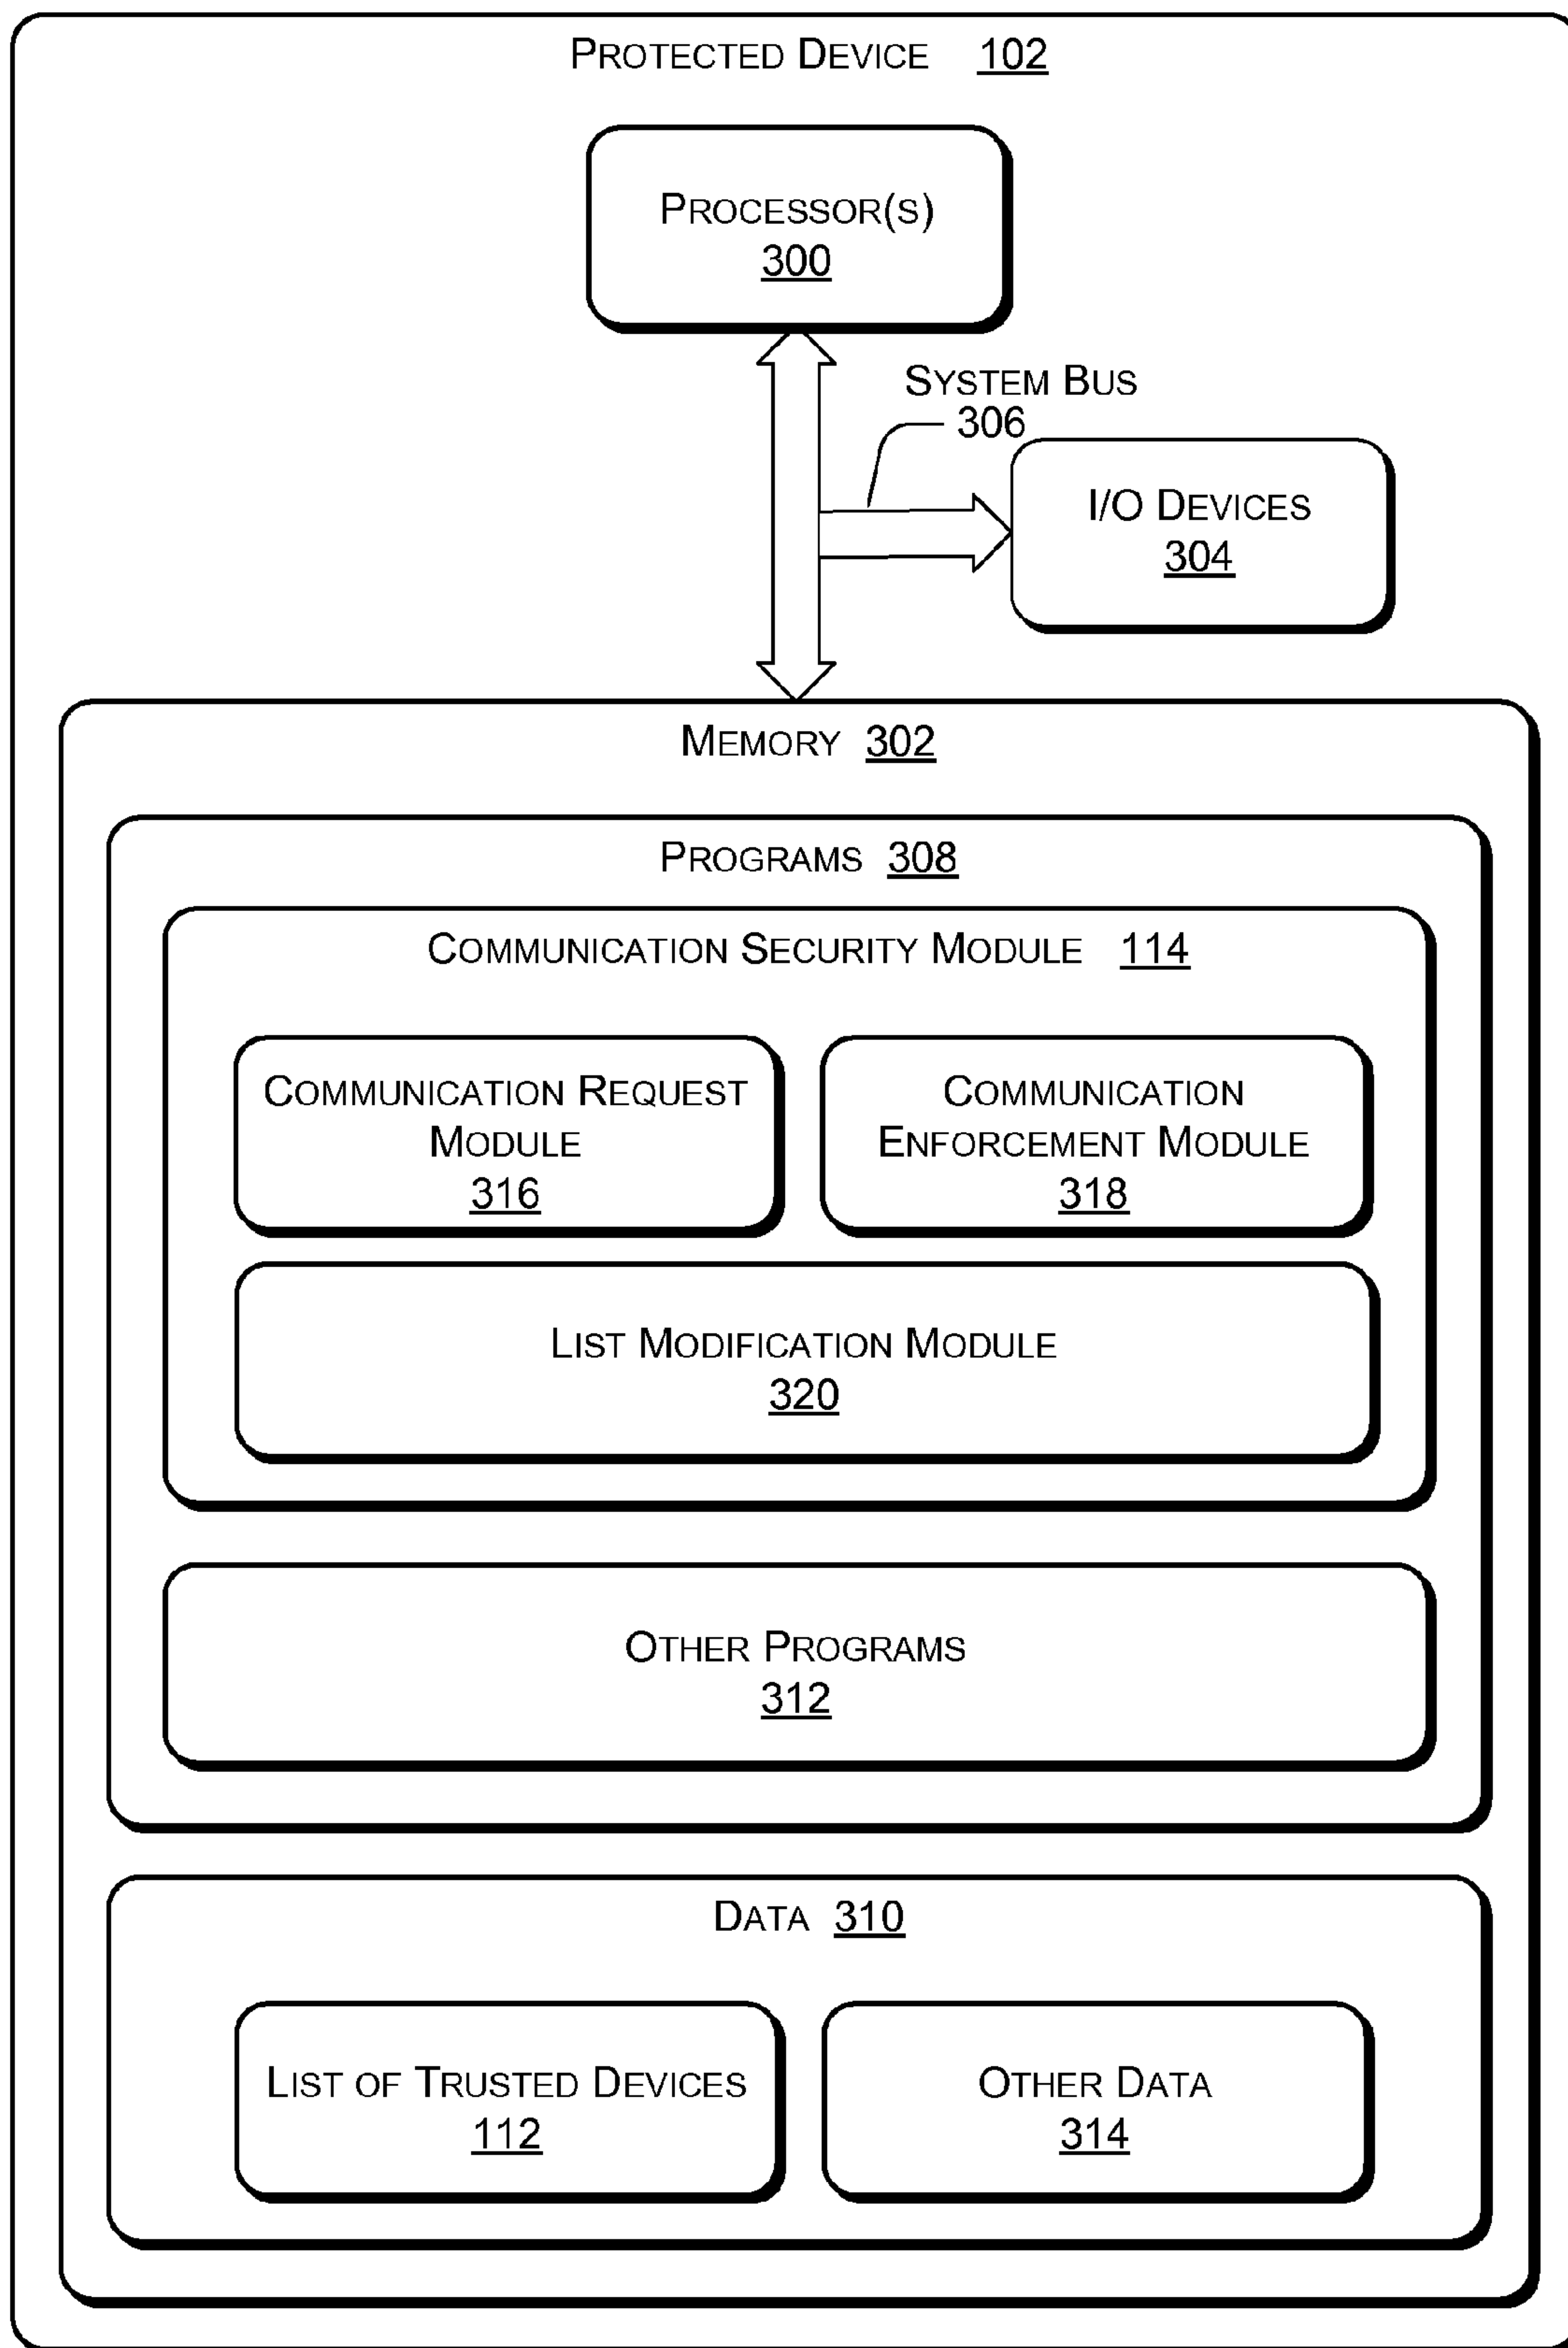 PROTECTED DEVICE 102
PROCESSOR(S)
300
SYSTEM BUS
306
I/O DEVICES
304
MEMORY 302
PROGRAMS 308
COMMUNICATION SECURITY MODULE 114
COMMUNICATION REQUEST
MODULE
316
COMMUNICATION
ENFORCEMENT MODULE
318
LIST MODIFICATION MODULE
320
OTHER PROGRAMS
312
DATA 310
LIST OF TRUSTED DEVICES
112
OTHER DATA
314